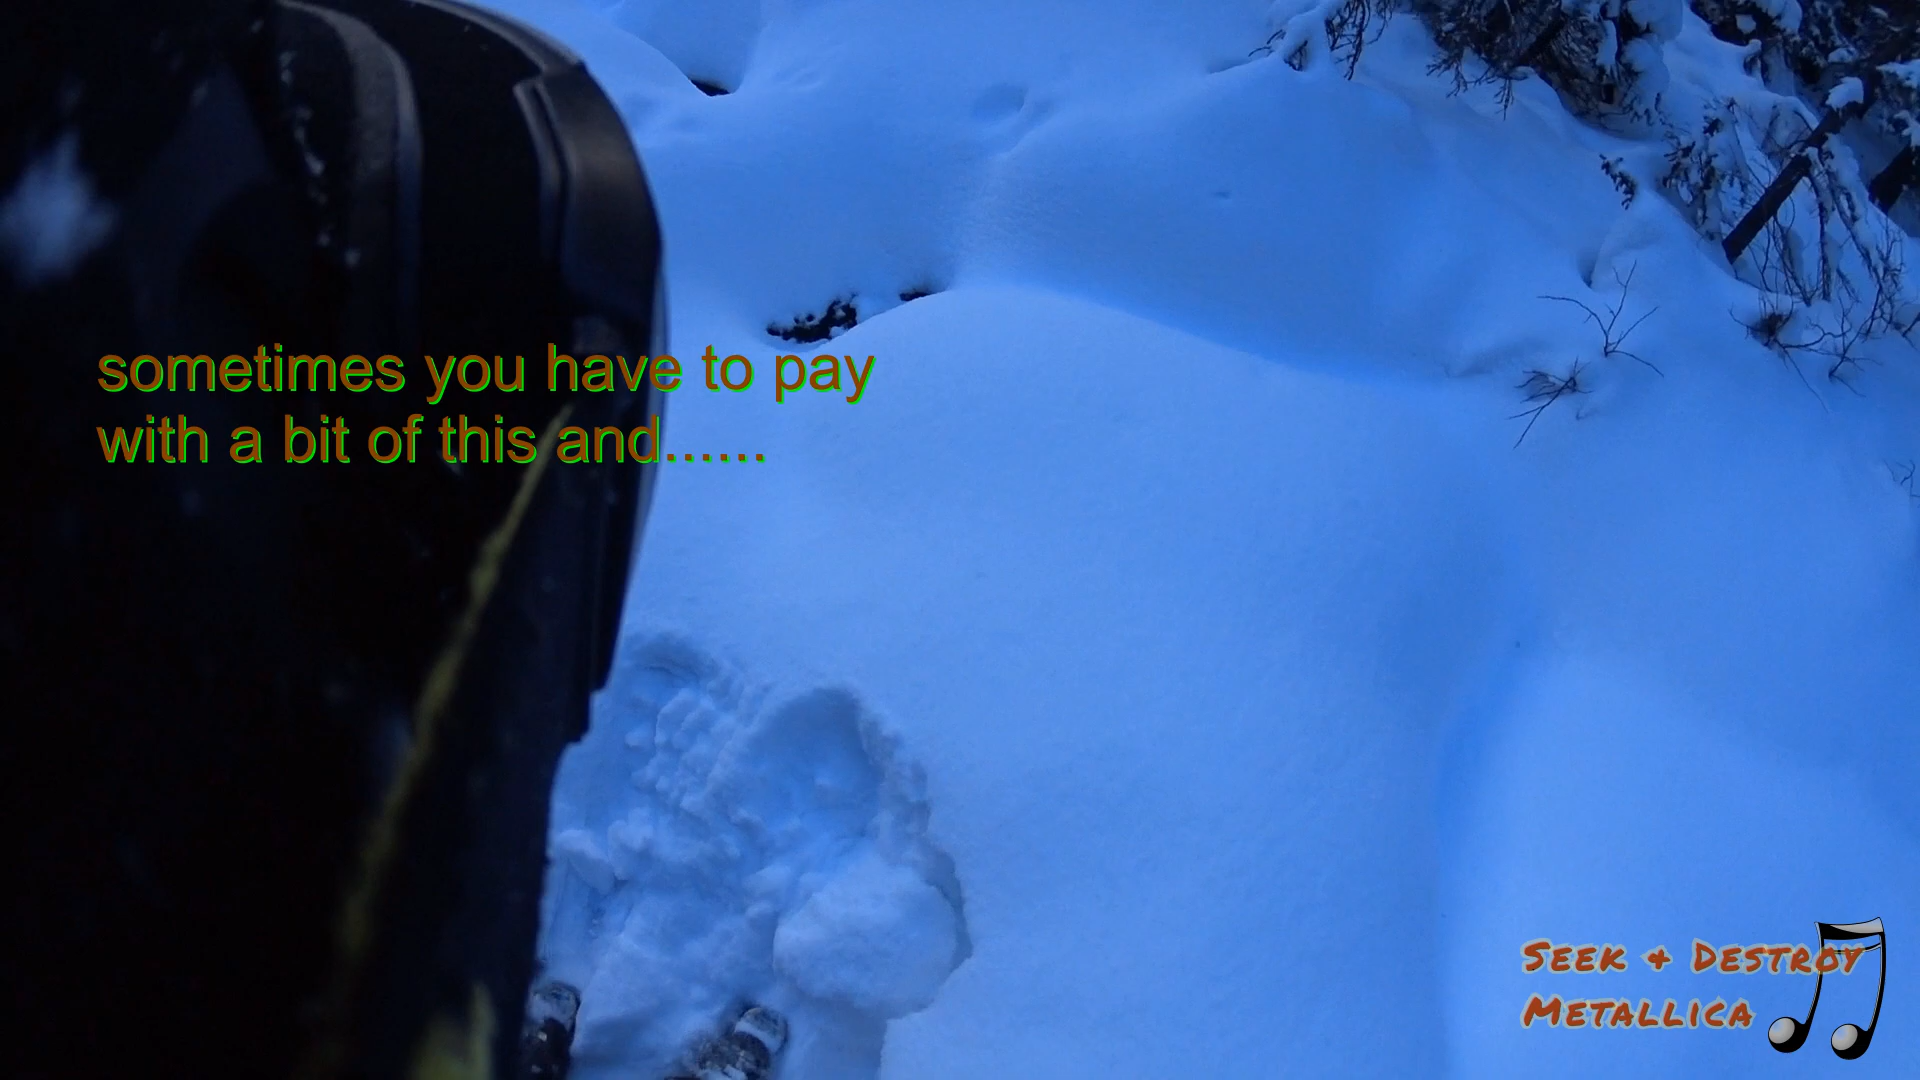 sometimes you have to pay
with a bit of this and......
Seek & Destroy
Metallica